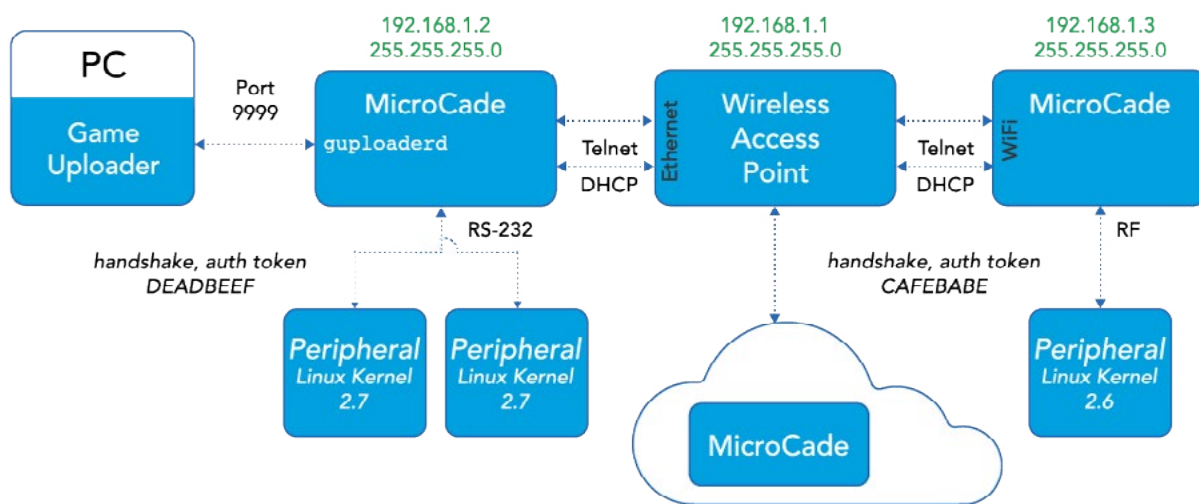 192.168.1.2
255.255.255.0
192.168.1.1
255.255.255.0
192.168.1.3
255.255.255.0
PC
Game
Uploader
Port
9999
MicroCade
guploaderd
Telnet
DHCP
Ethernet
Wireless
Access
Point
Telnet
DHCP
WiFi
MicroCade
RS-232
RF
handshake, auth token
DEADBEEF
handshake, auth token
CAFEBABE
Peripheral
Linux Kernel
2.7
Peripheral
Linux Kernel
2.7
MicroCade
Peripheral
Linux Kernel
2.6